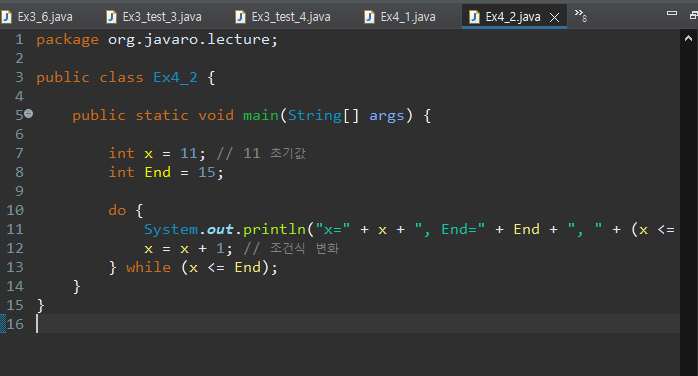 Ex3_6.java Ex3_test_3.java Ex3_test_4.java Ex4_1.java Ex4_2.java »8
1 package org.javaro.lecture;
2
3 public class Ex4_2 {
4
5 public static void main(String[] args) {
6
7 int x = 11; // 11 초기값
8 int End = 15;
9
10 do {
11 System.out.println("x=" + x + ", End=" + End + ", " + (x <=
12 x = x + 1; // 조건식 변화
13 } while (x <= End);
14 }
15 }
16